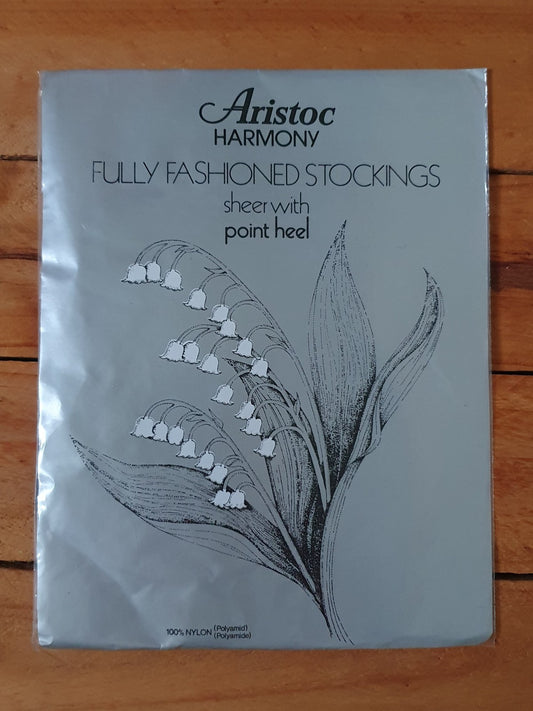 Aristoc
HARMONY
FULLY FASHIONED STOCKINGS
sheer with
point heel
100% NYLON (Polyamid)
(Polyamide)